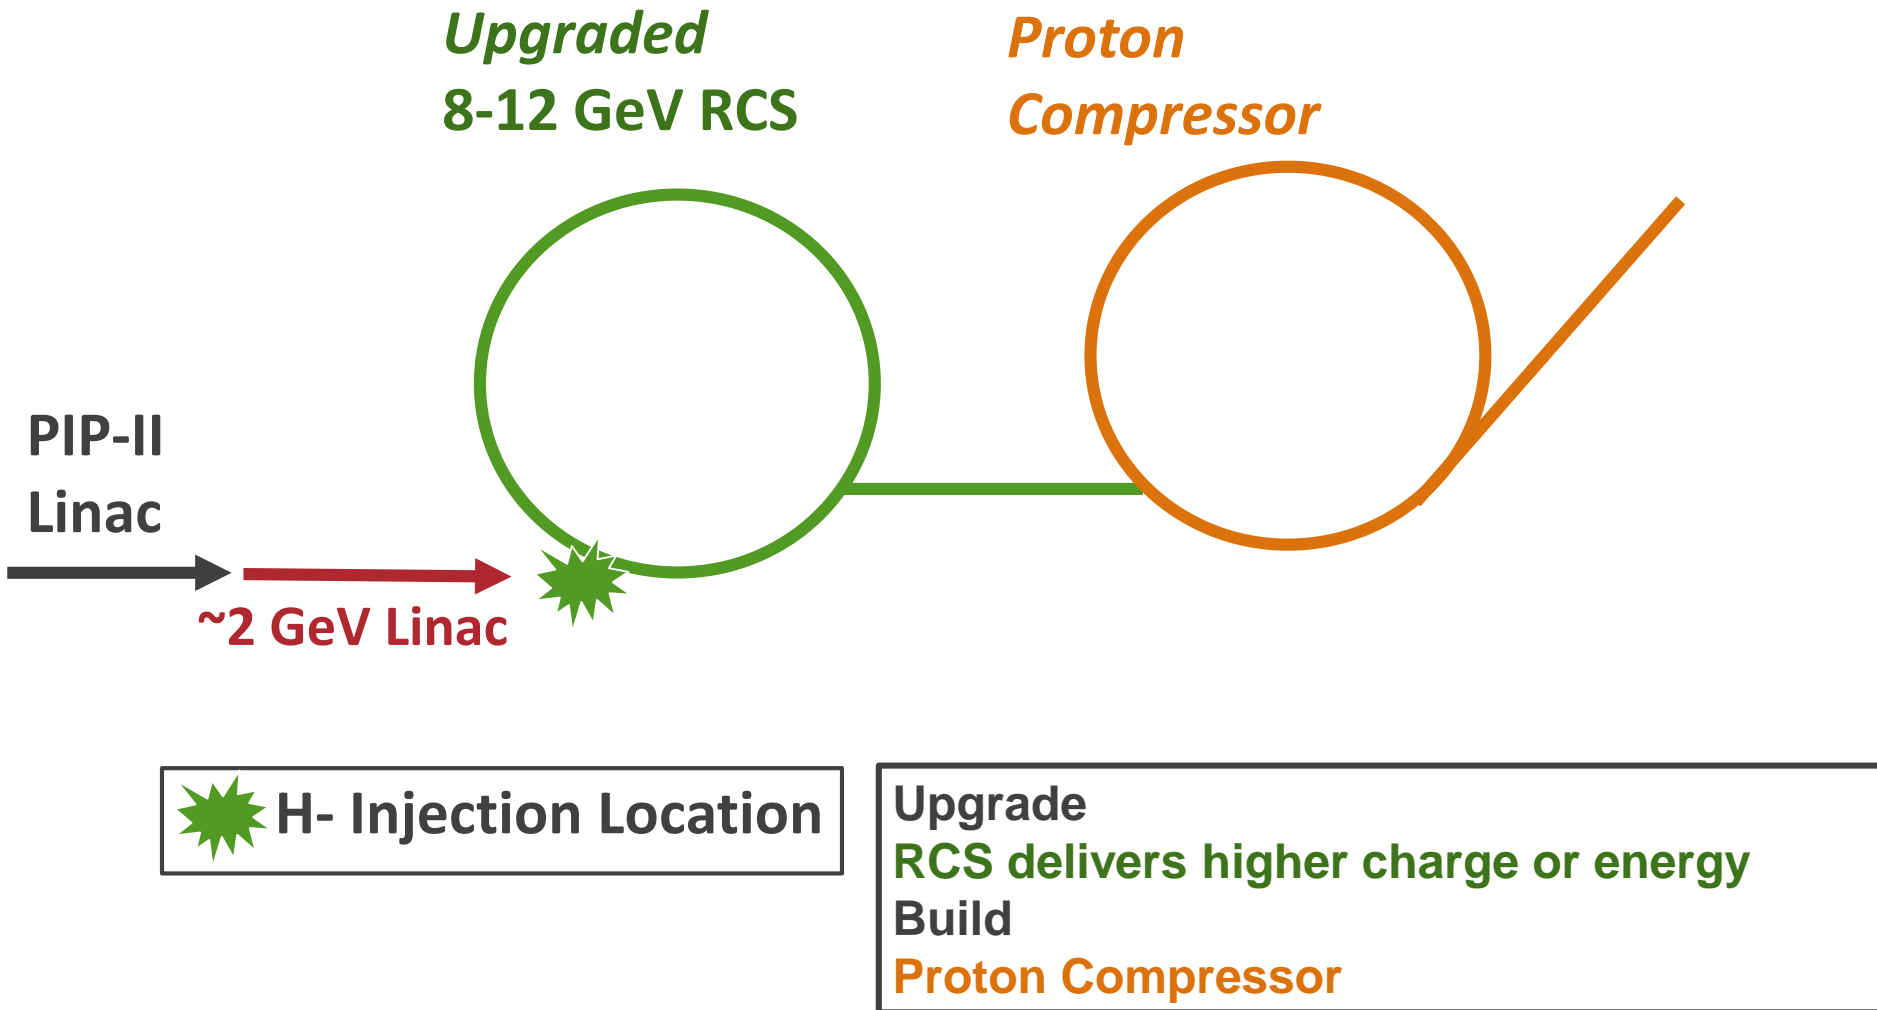 Upgraded
8-12 GeV RCS
Proton
Compressor
PIP-II
Linac
~2 GeV Linac
H- Injection Location
Upgrade
RCS delivers higher charge or energy
Build
Proton Compressor